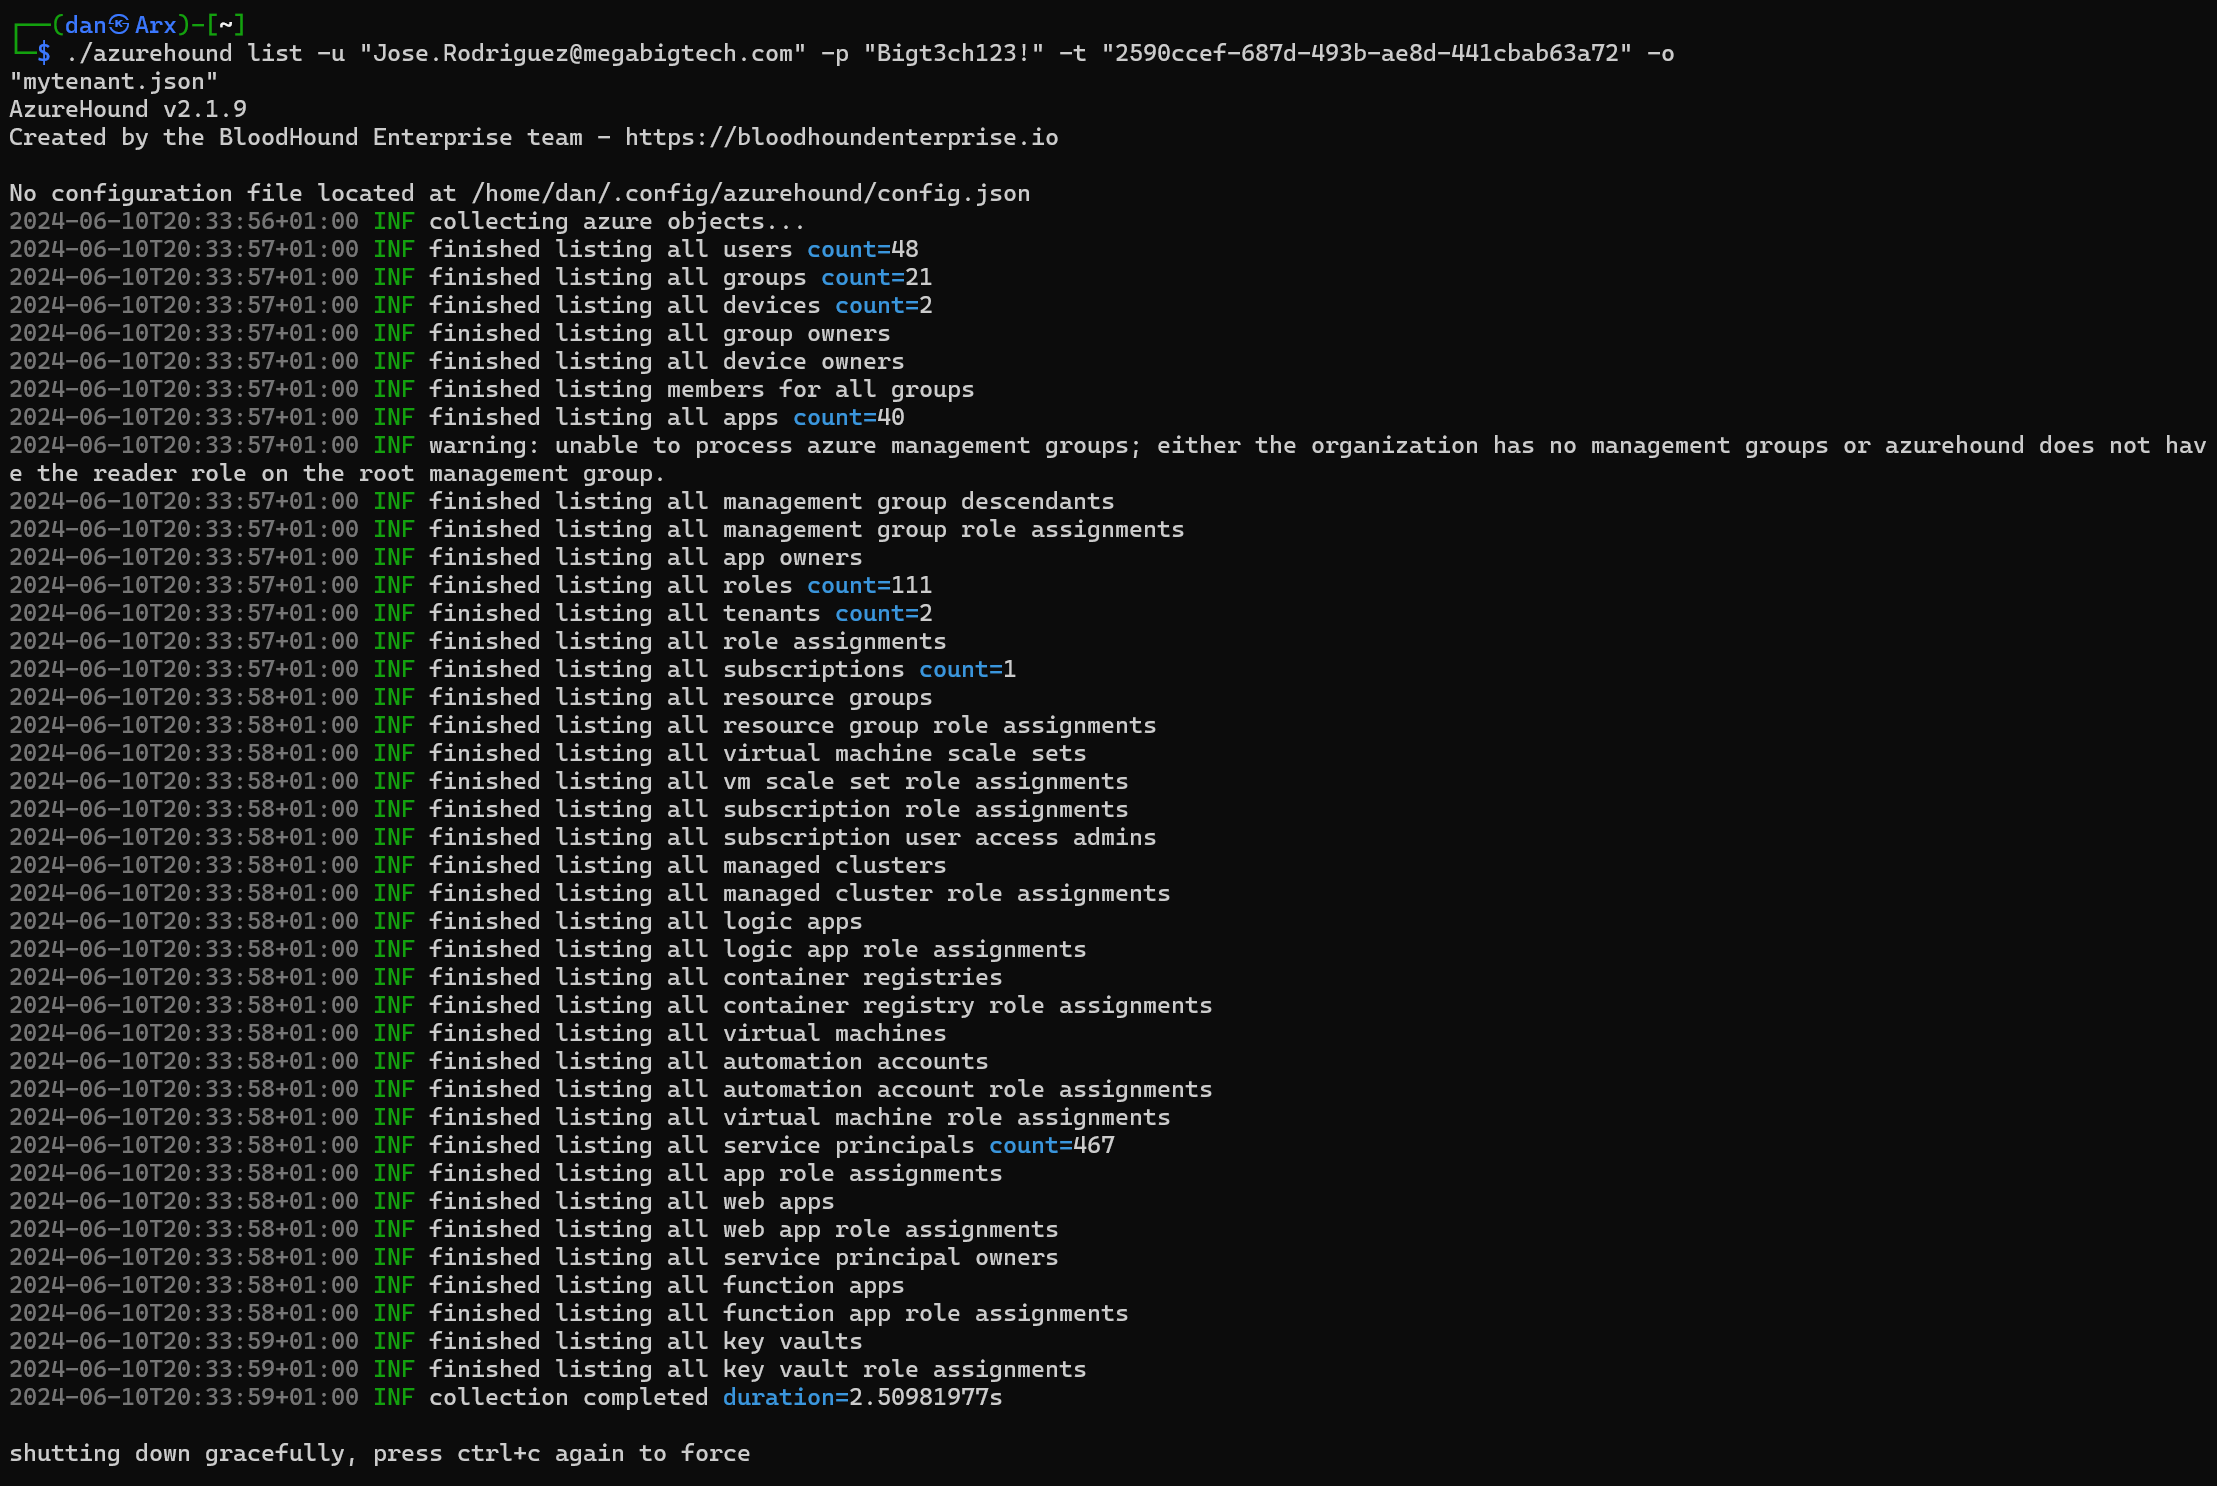 ┌──(dan㉿Arx)-[~]
└─$ ./azurehound list -u "Jose.Rodriguez@megabigtech.com" -p "Bigt3ch123!" -t "2590ccef-687d-493b-ae8d-441cbab63a72" -o
"mytenant.json"
AzureHound v2.1.9
Created by the BloodHound Enterprise team - https://bloodhoundenterprise.io

No configuration file located at /home/dan/.config/azurehound/config.json
2024-06-10T20:33:56+01:00 INF collecting azure objects...
2024-06-10T20:33:57+01:00 INF finished listing all users count=48
2024-06-10T20:33:57+01:00 INF finished listing all groups count=21
2024-06-10T20:33:57+01:00 INF finished listing all devices count=2
2024-06-10T20:33:57+01:00 INF finished listing all group owners
2024-06-10T20:33:57+01:00 INF finished listing all device owners
2024-06-10T20:33:57+01:00 INF finished listing members for all groups
2024-06-10T20:33:57+01:00 INF finished listing all apps count=40
2024-06-10T20:33:57+01:00 INF warning: unable to process azure management groups; either the organization has no management groups or azurehound does not hav
e the reader role on the root management group.
2024-06-10T20:33:57+01:00 INF finished listing all management group descendants
2024-06-10T20:33:57+01:00 INF finished listing all management group role assignments
2024-06-10T20:33:57+01:00 INF finished listing all app owners
2024-06-10T20:33:57+01:00 INF finished listing all roles count=111
2024-06-10T20:33:57+01:00 INF finished listing all tenants count=2
2024-06-10T20:33:57+01:00 INF finished listing all role assignments
2024-06-10T20:33:57+01:00 INF finished listing all subscriptions count=1
2024-06-10T20:33:58+01:00 INF finished listing all resource groups
2024-06-10T20:33:58+01:00 INF finished listing all resource group role assignments
2024-06-10T20:33:58+01:00 INF finished listing all virtual machine scale sets
2024-06-10T20:33:58+01:00 INF finished listing all vm scale set role assignments
2024-06-10T20:33:58+01:00 INF finished listing all subscription role assignments
2024-06-10T20:33:58+01:00 INF finished listing all subscription user access admins
2024-06-10T20:33:58+01:00 INF finished listing all managed clusters
2024-06-10T20:33:58+01:00 INF finished listing all managed cluster role assignments
2024-06-10T20:33:58+01:00 INF finished listing all logic apps
2024-06-10T20:33:58+01:00 INF finished listing all logic app role assignments
2024-06-10T20:33:58+01:00 INF finished listing all container registries
2024-06-10T20:33:58+01:00 INF finished listing all container registry role assignments
2024-06-10T20:33:58+01:00 INF finished listing all virtual machines
2024-06-10T20:33:58+01:00 INF finished listing all automation accounts
2024-06-10T20:33:58+01:00 INF finished listing all automation account role assignments
2024-06-10T20:33:58+01:00 INF finished listing all virtual machine role assignments
2024-06-10T20:33:58+01:00 INF finished listing all service principals count=467
2024-06-10T20:33:58+01:00 INF finished listing all app role assignments
2024-06-10T20:33:58+01:00 INF finished listing all web apps
2024-06-10T20:33:58+01:00 INF finished listing all web app role assignments
2024-06-10T20:33:58+01:00 INF finished listing all service principal owners
2024-06-10T20:33:58+01:00 INF finished listing all function apps
2024-06-10T20:33:58+01:00 INF finished listing all function app role assignments
2024-06-10T20:33:59+01:00 INF finished listing all key vaults
2024-06-10T20:33:59+01:00 INF finished listing all key vault role assignments
2024-06-10T20:33:59+01:00 INF collection completed duration=2.50981977s

shutting down gracefully, press ctrl+c again to force